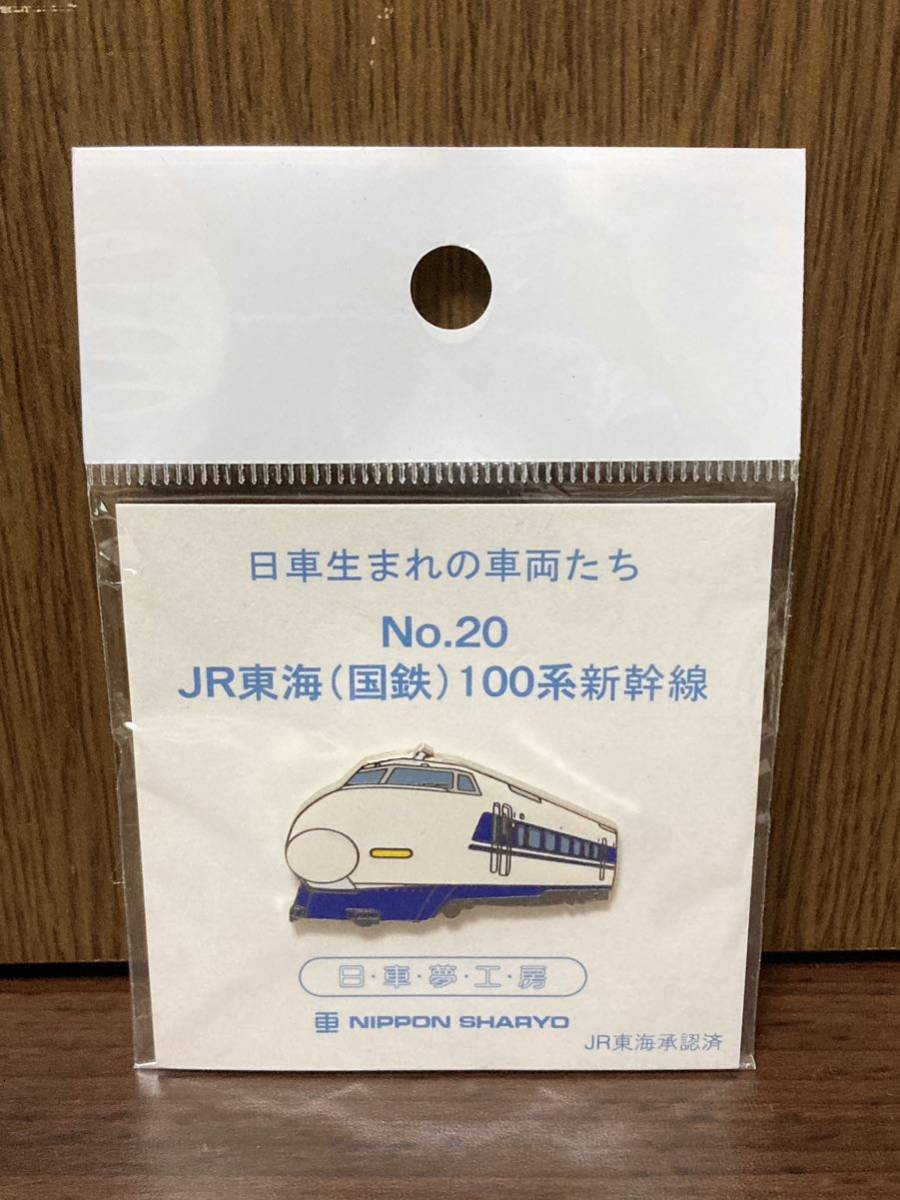 日車生まれの車両たち
No.20
JR東海(国鉄)100系新幹線
日・車・夢・工・房
NIPPON SHARYO
JR東海承認済